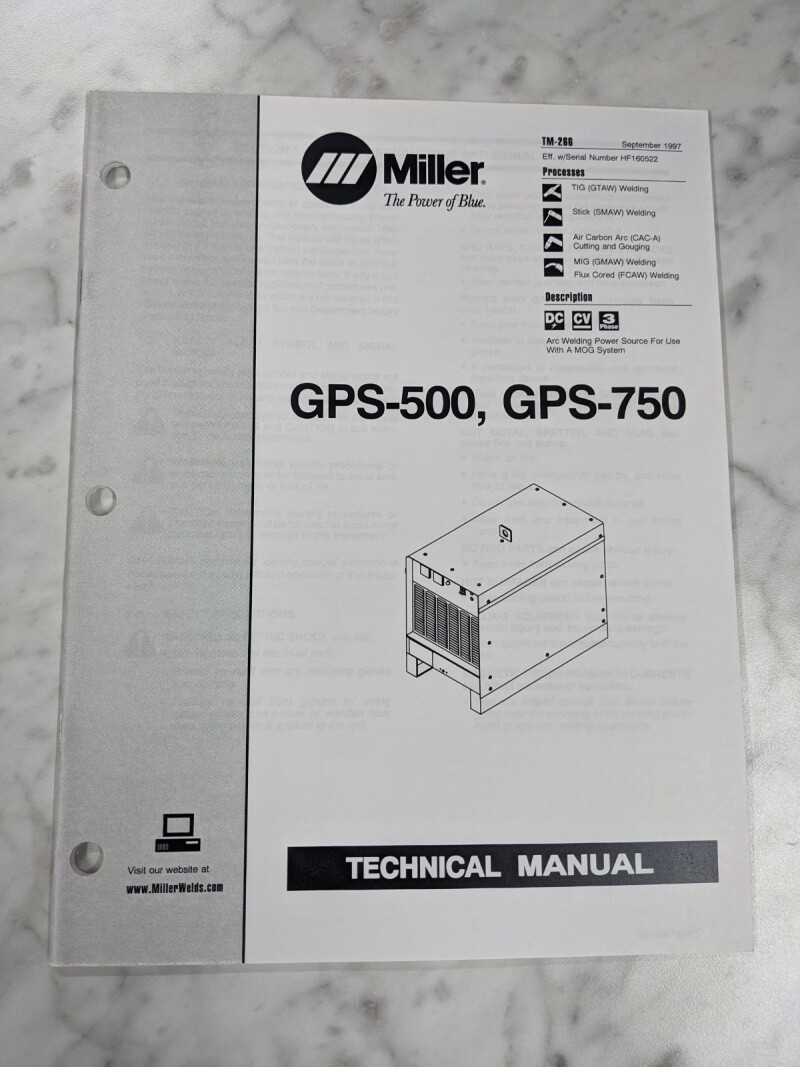 Miller®
The Power of Blue.
TM-266
September 1997
Eff. w/Serial Number HF160522
Processes
TIG (GTAW) Welding
Stick (SMAW) Welding
Air Carbon Arc (CAC-A)
Cutting and Gouging
MIG (GMAW) Welding
Flux Cored (FCAW) Welding
Description
DC CV 3 Phase
Arc Welding Power Source For Use
With A MOG System
GPS-500, GPS-750
Visit our website at
www.MillerWelds.com
TECHNICAL MANUAL